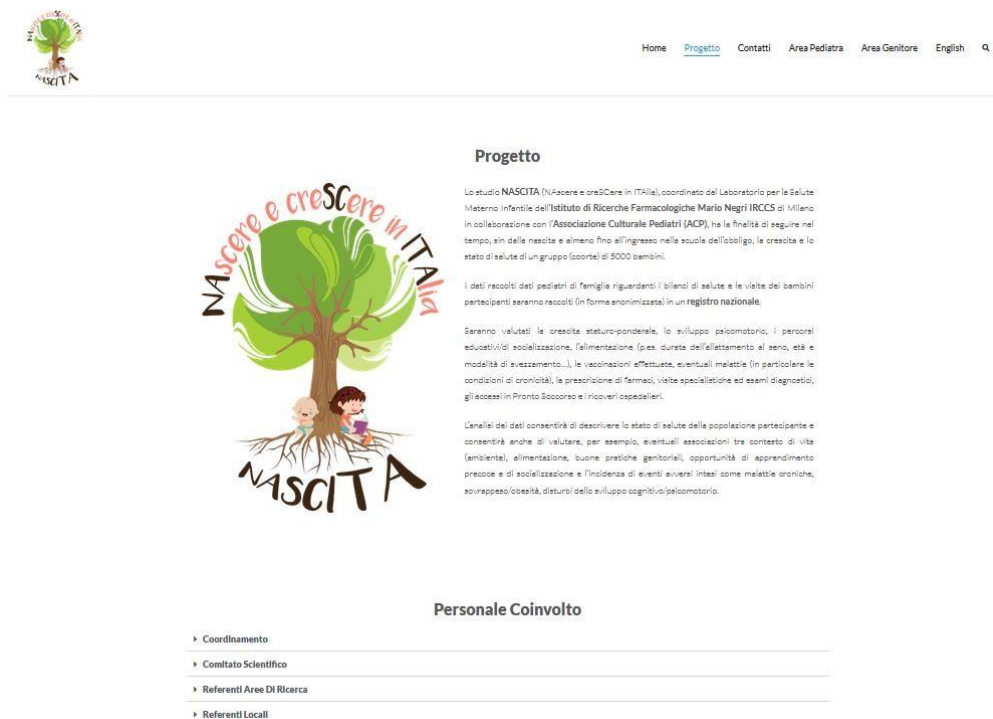 NAscere e creSCere in ITAlia
NASCITA
Home Progetto Contatti Area Pediatra Area Genitore English
Progetto
NAscere e creSCere in ITAlia
NASCITA
Lo studio NASCITA (NAscere e creSCere in ITAlia), coordinato dal Laboratorio per la Salute
Materno Infantile dell'Istituto di Ricerche Farmacologiche Mario Negri IRCCS di Milano
in collaborazione con l'Associazione Culturale Pediatri (ACP), ha la finalità di seguire nel
tempo, sin dalla nascita e almeno fino all'ingresso nella scuola dell'obbligo, la crescita e lo
stato di salute di un gruppo (coorte) di 5000 bambini.
I dati raccolti dati pediatri di famiglia riguardanti i bilanci di salute e le visite dei bambini
partecipanti saranno raccolti (in forma anonimizzata) in un registro nazionale.
Saranno valutati la crescita staturo-ponderale, lo sviluppo psicomotorio, i percorsi
educativi/di socializzazione, l'alimentazione (p.es. durata dell'allattamento al seno, età e
modalità di svezzamento...), le vaccinazioni effettuate, eventuali malattie (in particolare le
condizioni di cronicità), la prescrizione di farmaci, visite specialistiche ed esami diagnostici,
gli accessi in Pronto Soccorso e i ricoveri ospedalieri.
L'analisi dei dati consentirà di descrivere lo stato di salute della popolazione partecipante e
consentirà anche di valutare, per esempio, eventuali associazioni tra contesto di vita
(ambiente), alimentazione, buone pratiche genitoriali, opportunità di apprendimento
precoce e di socializzazione e l'incidenza di eventi avversi intesi come malattie croniche,
sovrappeso/obesità, disturbi dello sviluppo cognitivo/psicomotorio.
Personale Coinvolto
Coordinamento
Comitato Scientifico
Referenti Aree Di Ricerca
Referenti Locali